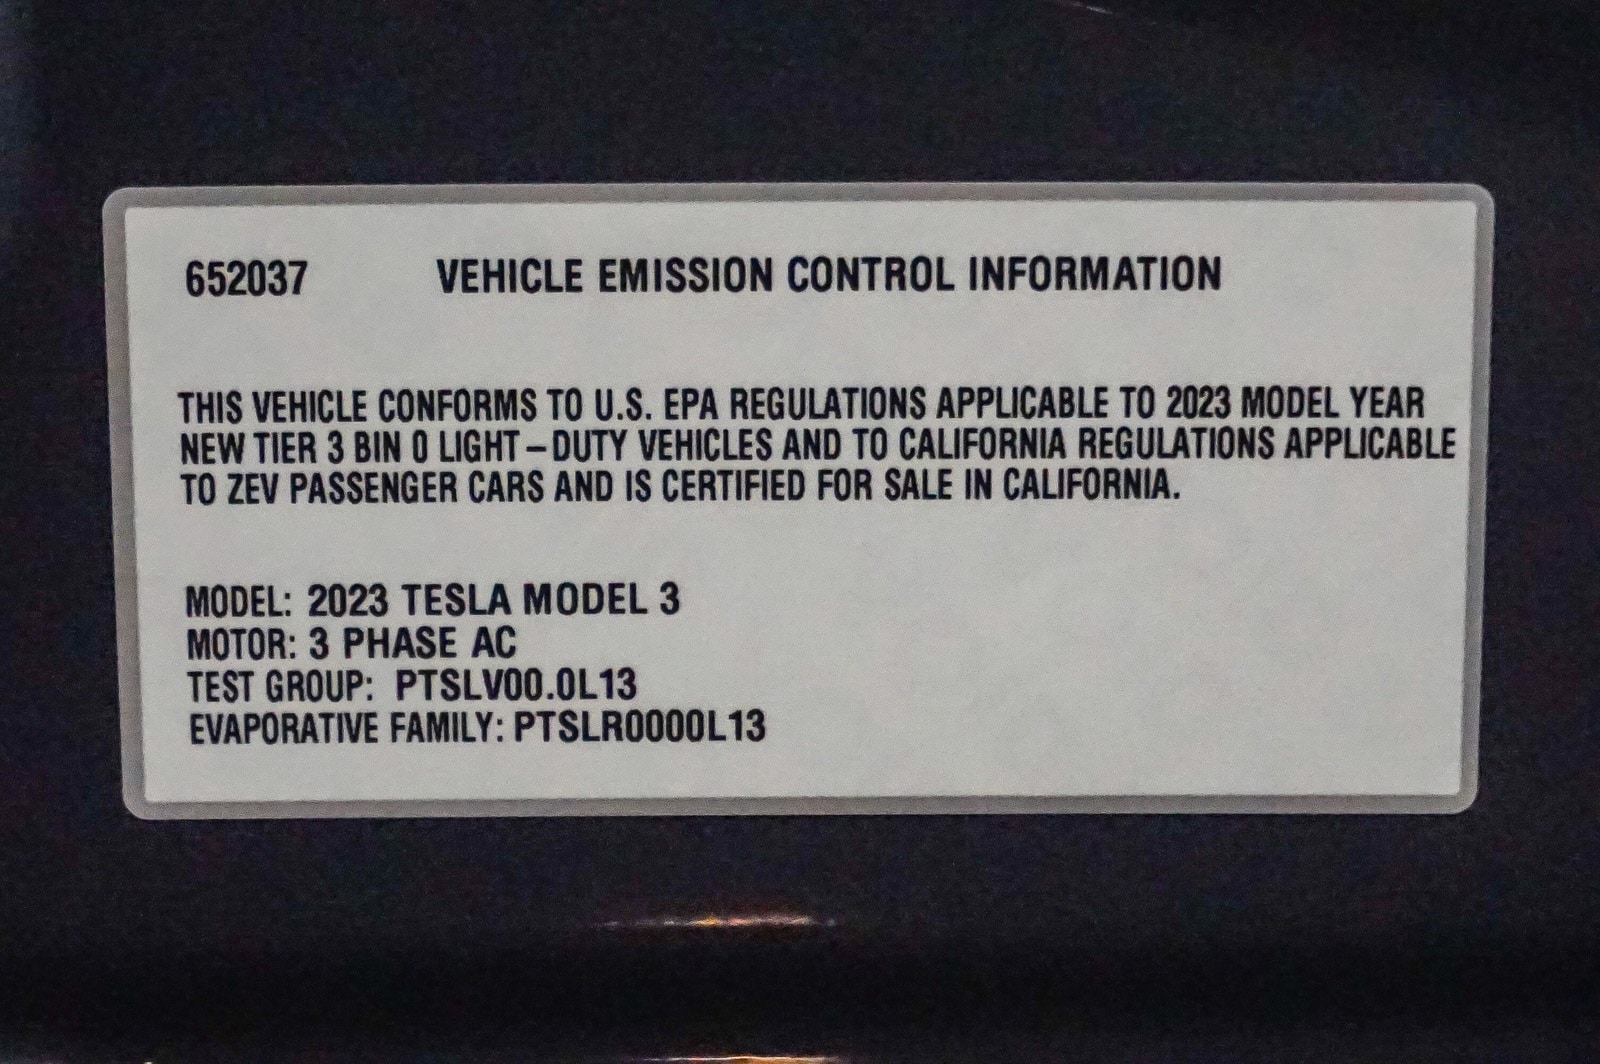 652037 VEHICLE EMISSION CONTROL INFORMATION
THIS VEHICLE CONFORMS TO U.S. EPA REGULATIONS APPLICABLE TO 2023 MODEL YEAR
NEW TIER 3 BIN 0 LIGHT-DUTY VEHICLES AND TO CALIFORNIA REGULATIONS APPLICABLE
TO ZEV PASSENGER CARS AND IS CERTIFIED FOR SALE IN CALIFORNIA.
MODEL: 2023 TESLA MODEL 3
MOTOR: 3 PHASE AC
TEST GROUP: PTSLV00.0L13
EVAPORATIVE FAMILY: PTSLR0000L13